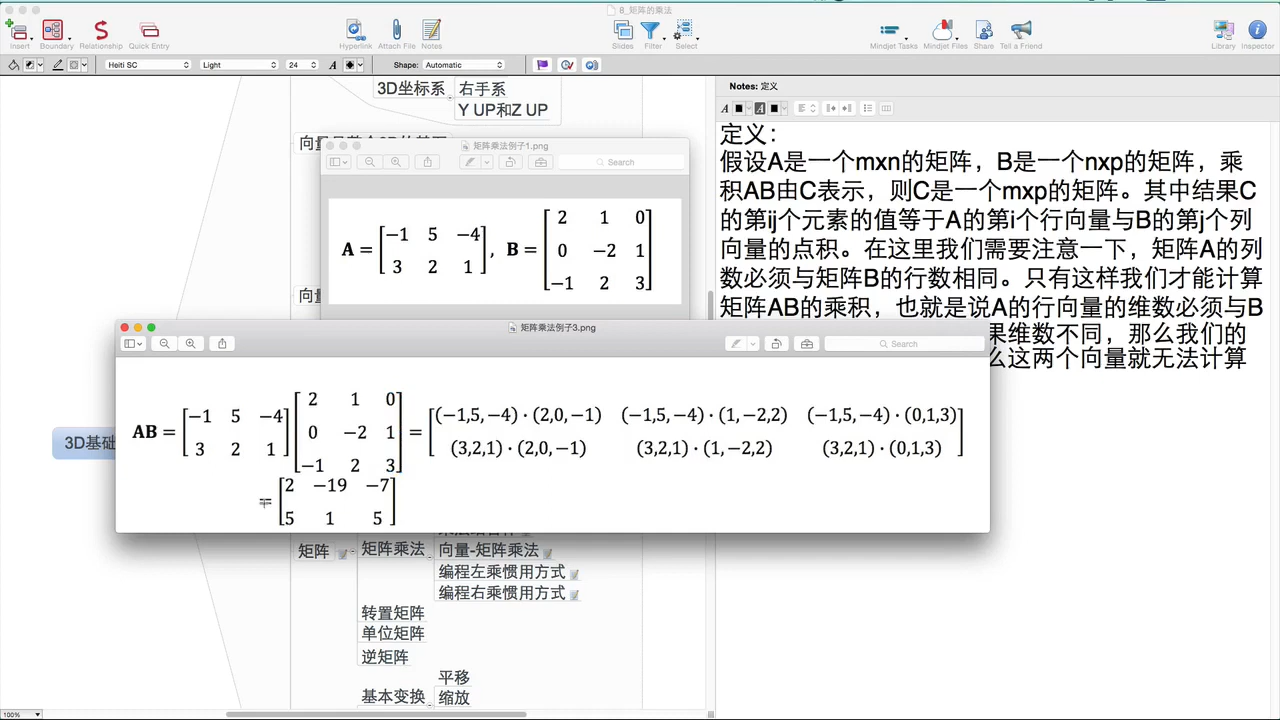 8_矩阵的乘法
Insert Boundary Relationship Quick Entry Hyperlink Attach File Notes Slides Filter Select Mindjet Tasks Mindjet Files Share Tell a Friend Library Inspector
Heiti SC Light 24 Shape: Automatic
3D坐标系
右手系
Y UP和Z UP
矩阵乘法例子1.png
Search
A = [−1 5 −4
3 2 1], B = [2 1 0
0 −2 1
−1 2 3]
向量
矩阵乘法例子3.png
Search
3D基础
AB = [−1 5 −4
3 2 1] [2 1 0
0 −2 1
−1 2 3] = [(−1,5,−4)·(2,0,−1) (−1,5,−4)·(1,−2,2) (−1,5,−4)·(0,1,3)
(3,2,1)·(2,0,−1) (3,2,1)·(1,−2,2) (3,2,1)·(0,1,3)]
= [2 −19 −7
5 1 5]
矩阵
矩阵乘法
向量-矩阵乘法
编程左乘惯用方式
编程右乘惯用方式
转置矩阵
单位矩阵
逆矩阵
平移
基本变换
缩放
100%
Notes: 定义
定义：
假设A是一个mxn的矩阵，B是一个nxp的矩阵，乘
积AB由C表示，则C是一个mxp的矩阵。其中结果C
的第ij个元素的值等于A的第i个行向量与B的第j个列
向量的点积。在这里我们需要注意一下，矩阵A的列
数必须与矩阵B的行数相同。只有这样我们才能计算
矩阵AB的乘积，也就是说A的行向量的维数必须与B
果维数不同，那么我们的
么这两个向量就无法计算